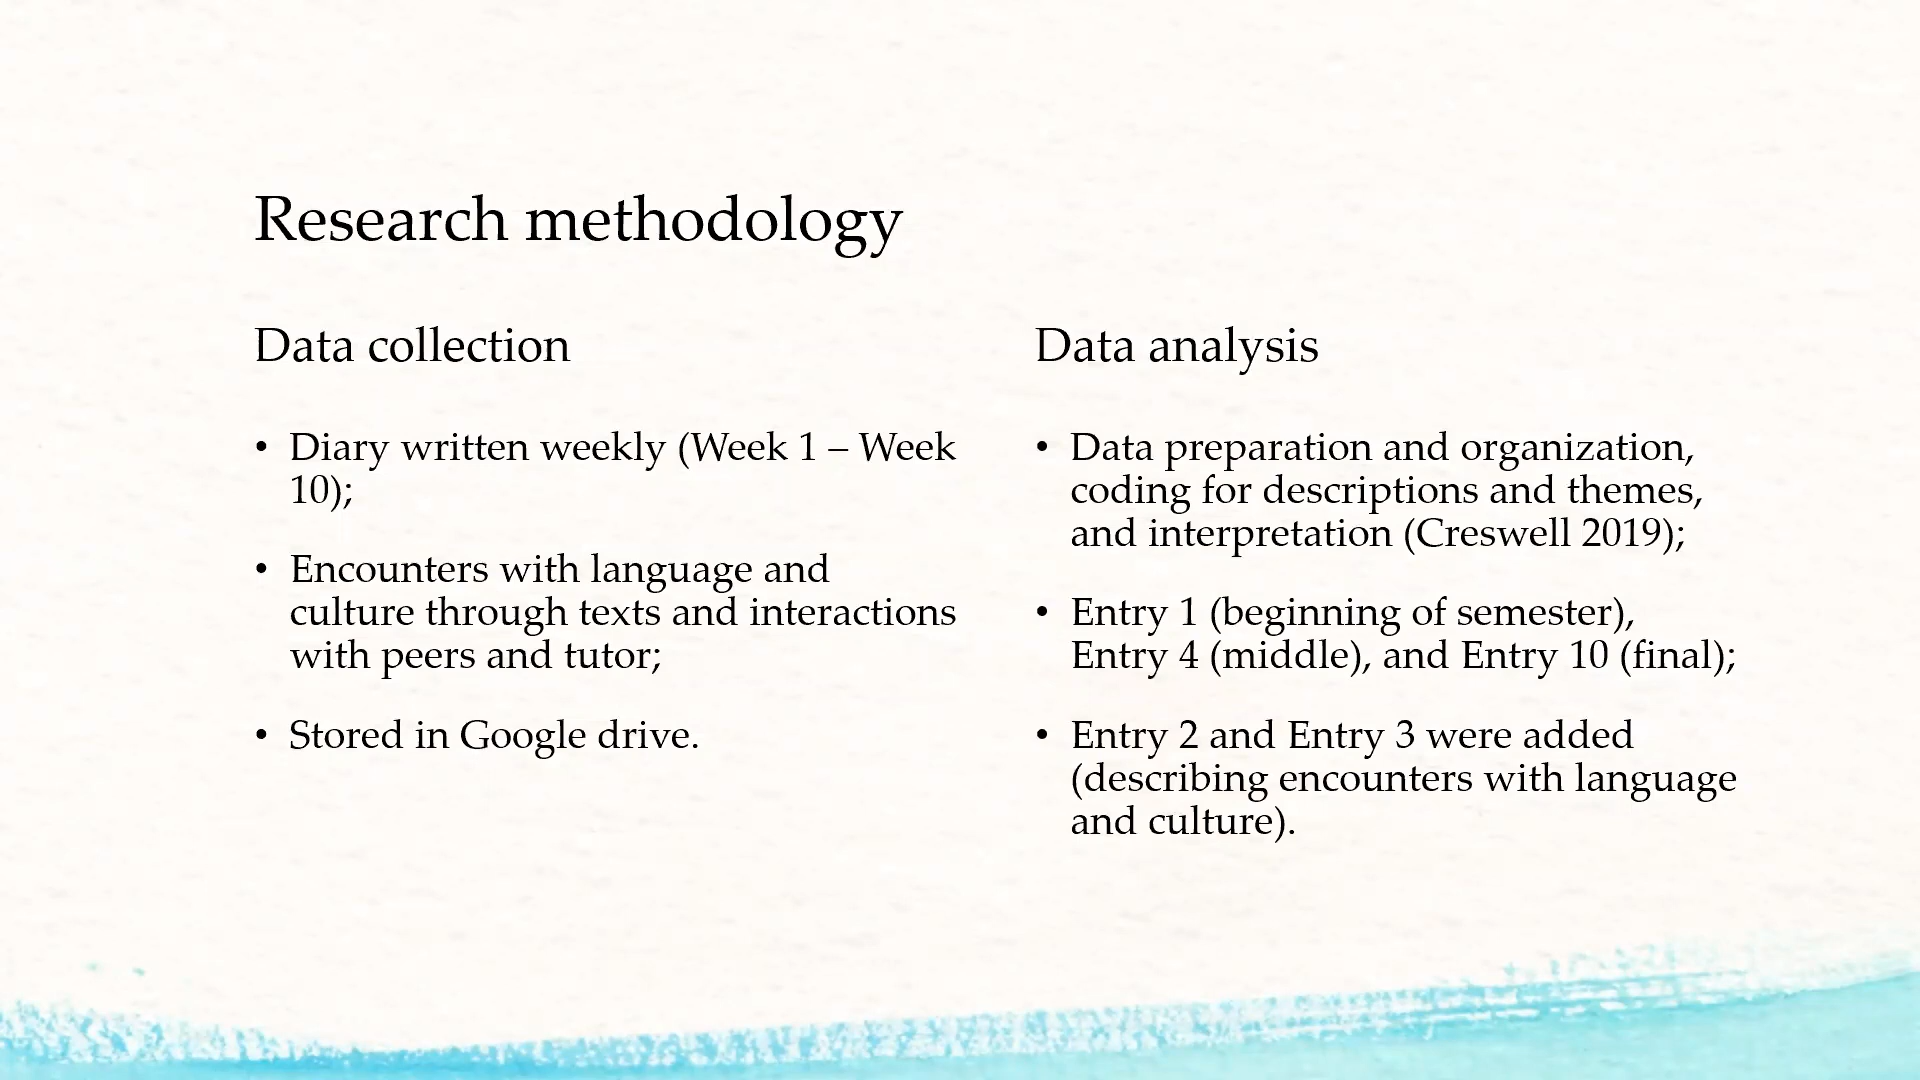 Research methodology
Data collection
• Diary written weekly (Week 1 – Week
10);
• Encounters with language and
culture through texts and interactions
with peers and tutor;
• Stored in Google drive.
Data analysis
• Data preparation and organization,
coding for descriptions and themes,
and interpretation (Creswell 2019);
• Entry 1 (beginning of semester),
Entry 4 (middle), and Entry 10 (final);
• Entry 2 and Entry 3 were added
(describing encounters with language
and culture).